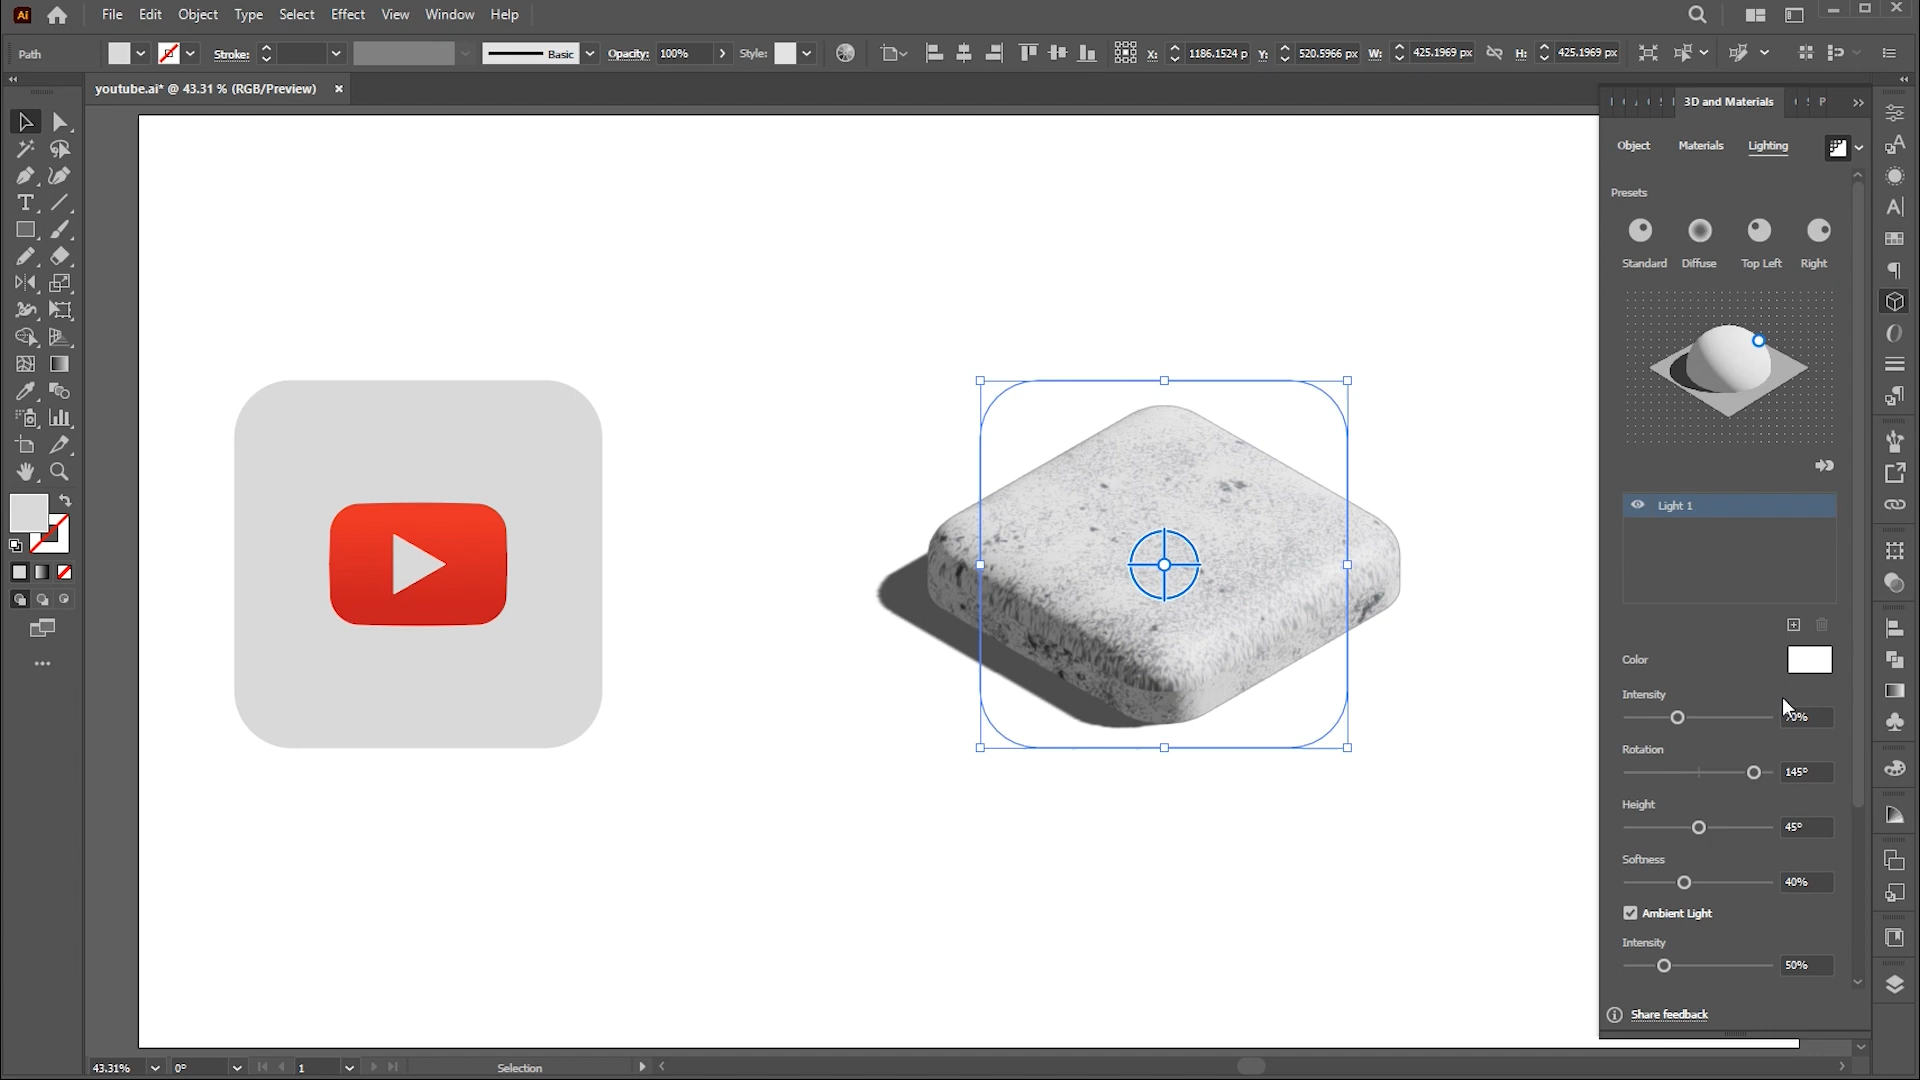 Ai File Edit Object Type Select Effect View Window Help
Path Stroke: Basic Opacity: 100% Style: X: 1186.1524 p Y: 520.5966 px W: 425.1969 px H: 425.1969 px
youtube.ai* @ 43.31 % (RGB/Preview) ×
3D and Materials
Object Materials Lighting
Presets
Standard Diffuse Top Left Right
Light 1
Color
Intensity
Rotation
145°
Height
45°
Softness
40%
Ambient Light
Intensity
50%
Share feedback
43.31% 0° 1 Selection